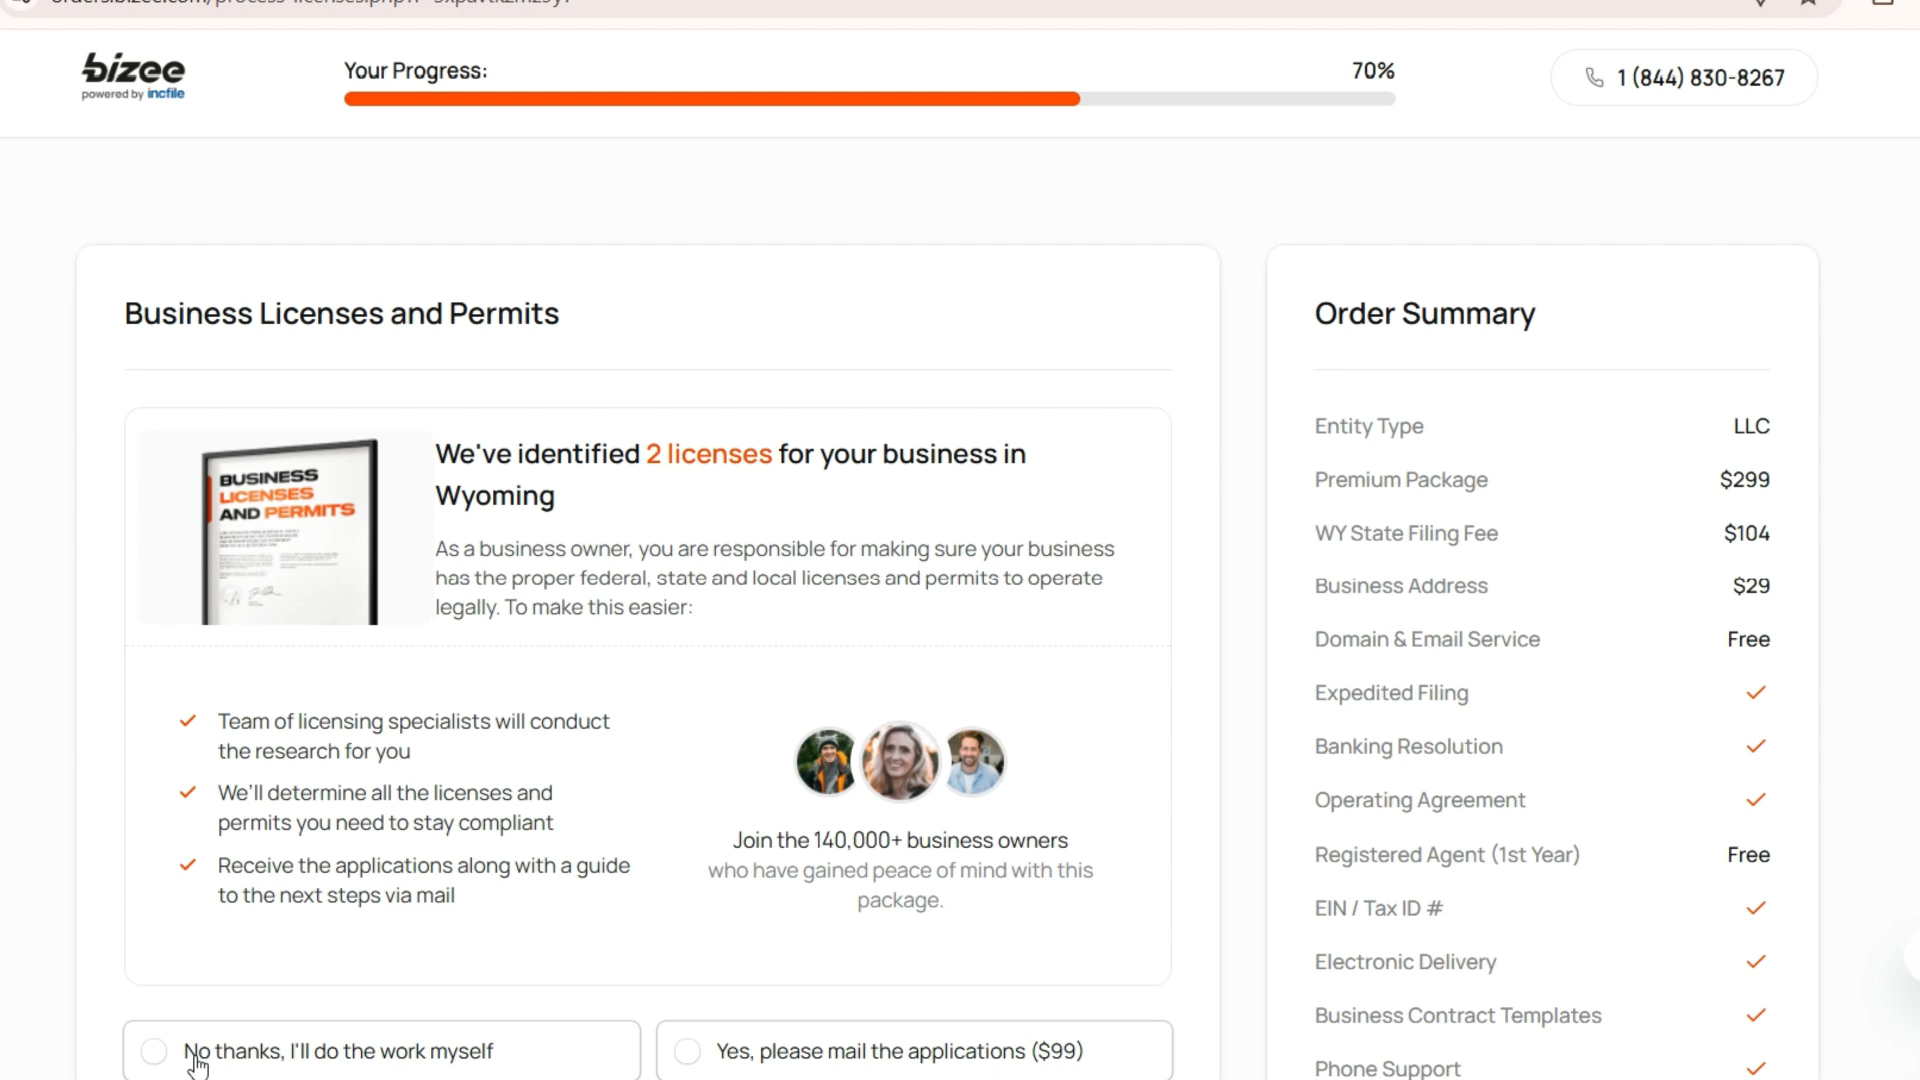 bizee
powered by incfile
Your Progress:
70%
1 (844) 830-8267
Business Licenses and Permits
BUSINESS
LICENSES
AND PERMITS
We've identified 2 licenses for your business in
Wyoming
As a business owner, you are responsible for making sure your business
has the proper federal, state and local licenses and permits to operate
legally. To make this easier:
Team of licensing specialists will conduct
the research for you
We'll determine all the licenses and
permits you need to stay compliant
Receive the applications along with a guide
to the next steps via mail
Join the 140,000+ business owners
who have gained peace of mind with this
package.
No thanks, I'll do the work myself
Yes, please mail the applications ($99)
Order Summary
Entity Type LLC
Premium Package $299
WY State Filing Fee $104
Business Address $29
Domain & Email Service Free
Expedited Filing
Banking Resolution
Operating Agreement
Registered Agent (1st Year) Free
EIN / Tax ID #
Electronic Delivery
Business Contract Templates
Phone Support